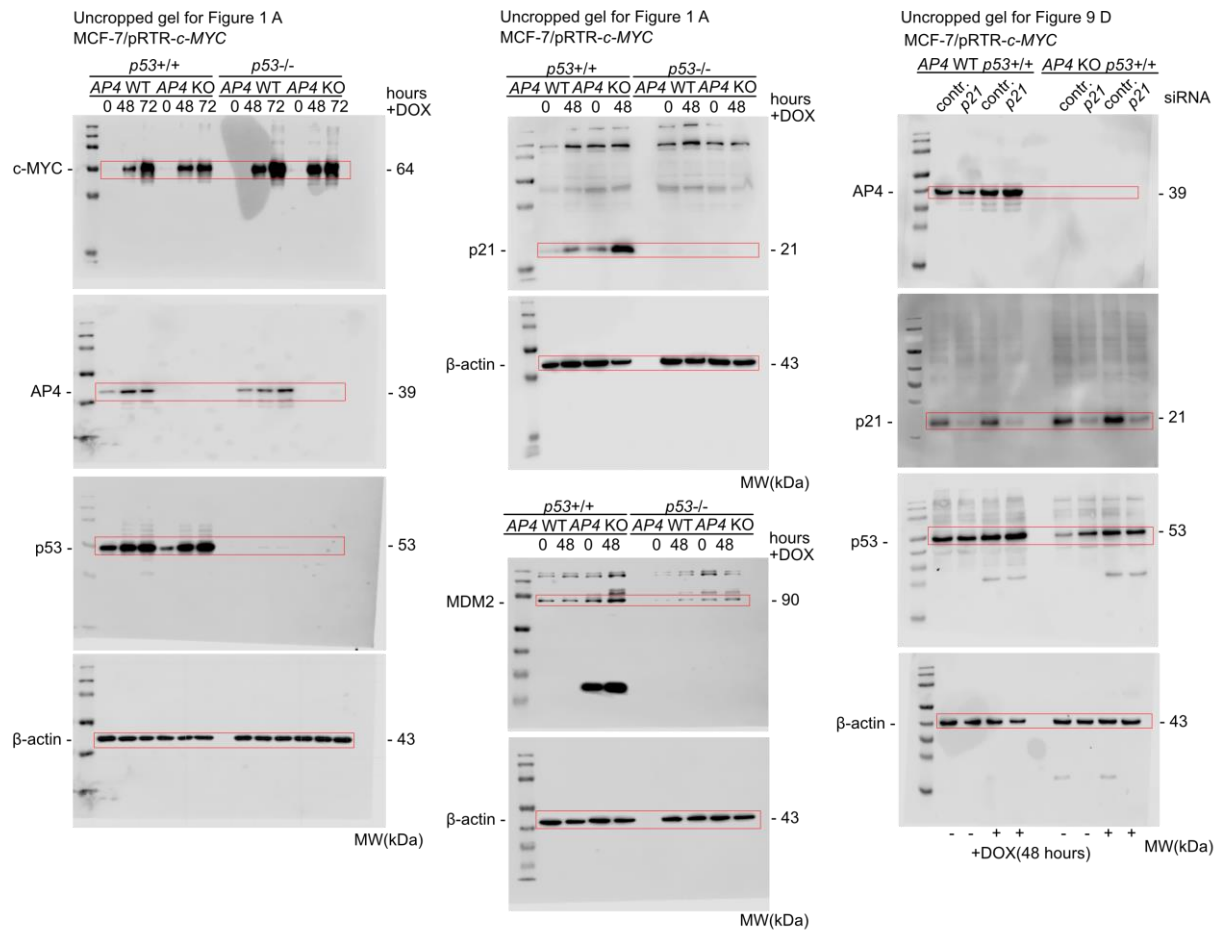 Uncropped gel for Figure 1 A
MCF-7/pRTR-c-MYC
p53+/+ p53-/-
AP4 WT AP4 KO AP4 WT AP4 KO
0 48 72 0 48 72 0 48 72 0 48 72
hours
+DOX
c-MYC - - 64
AP4 - - 39
p53 - - 53
β-actin - - 43
MW(kDa)
Uncropped gel for Figure 1 A
MCF-7/pRTR-c-MYC
p53+/+ p53-/-
AP4 WT AP4 KO AP4 WT AP4 KO
0 48 0 48 0 48 0 48
hours
+DOX
p21 - - 21
β-actin - - 43
MW(kDa)
p53+/+ p53-/-
AP4 WT AP4 KO AP4 WT AP4 KO
0 48 0 48 0 48 0 48
hours
+DOX
MDM2 - - 90
β-actin - - 43
MW(kDa)
Uncropped gel for Figure 9 D
MCF-7/pRTR-c-MYC
AP4 WT p53+/+ AP4 KO p53+/+
contr. p21 contr. p21 contr. p21 contr. p21
siRNA
AP4 - - 39
p21 - - 21
p53 - - 53
β-actin - - 43
- - + + - - + +
+DOX(48 hours)
MW(kDa)